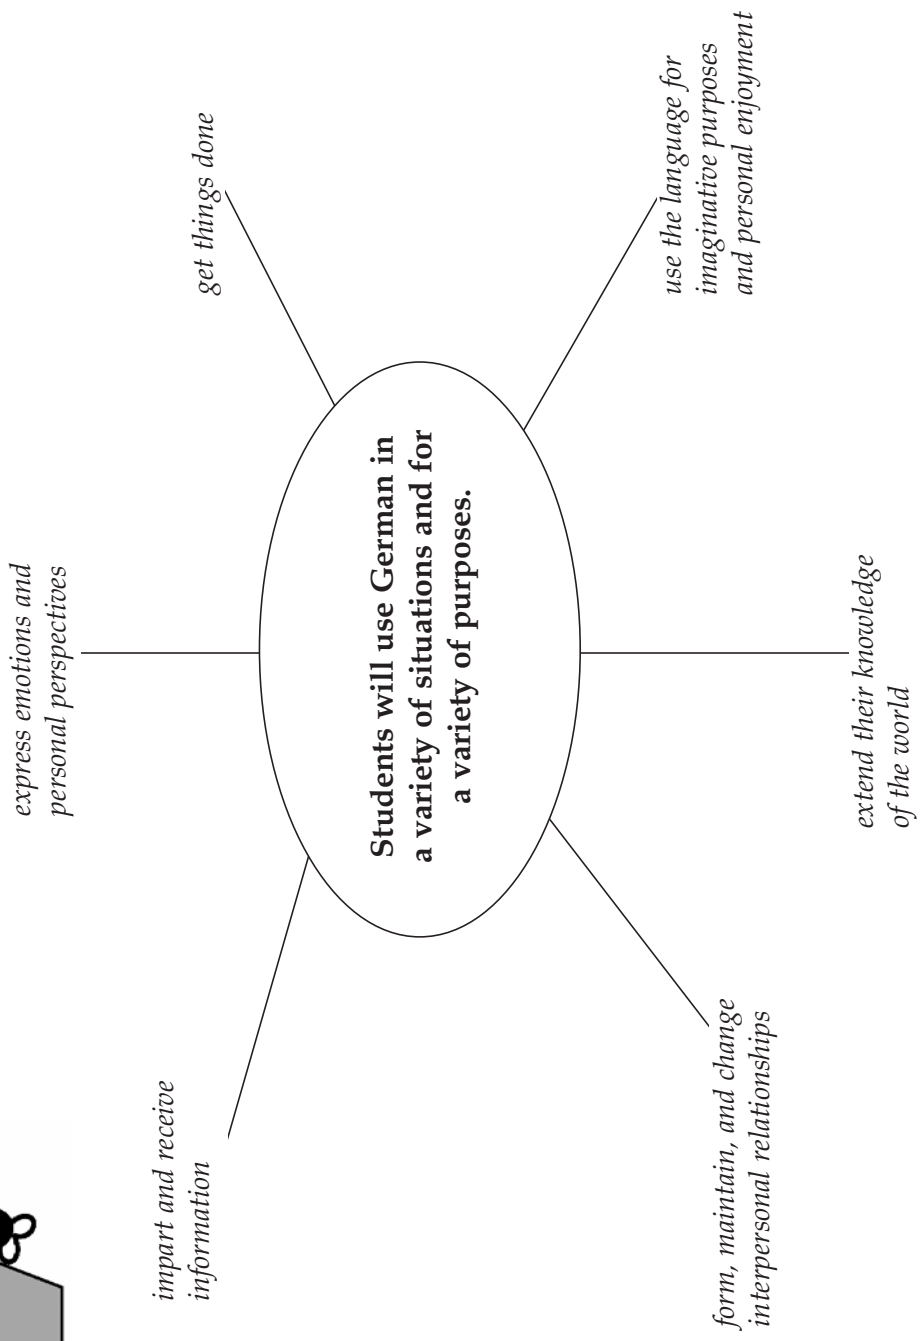 express emotions and
personal perspectives
impart and receive
information
get things done
Students will use German in
a variety of situations and for
a variety of purposes.
form, maintain, and change
interpersonal relationships
use the language for
imaginative purposes
and personal enjoyment
extend their knowledge
of the world